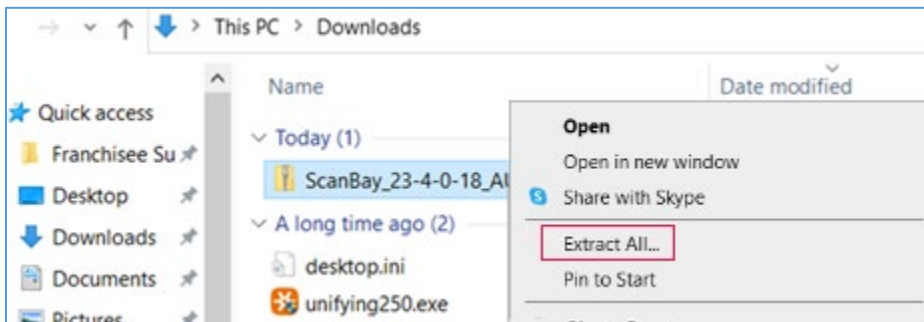 This PC > Downloads
Name
Date modified
Quick access
Today (1)
Franchisee Su
ScanBay_23-4-0-18_AU
Desktop
A long time ago (2)
Downloads
desktop.ini
Documents
unifying250.exe
Pictures
Open
Open in new window
Share with Skype
Extract All...
Pin to Start